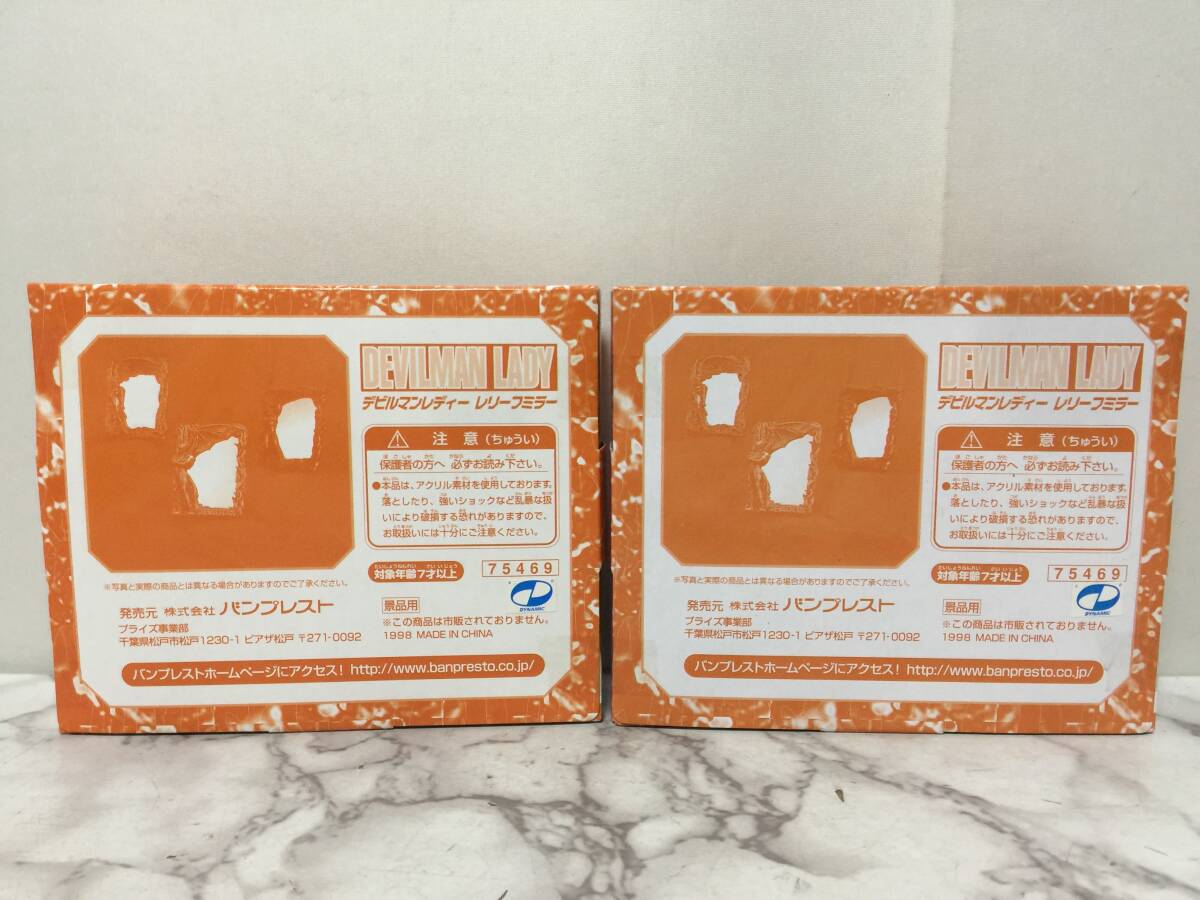 DEVILMAN LADY
デビルマンレディー レリーフミラー
⚠ 注意(ちゅうい)
保護者の方へ 必ずお読み下さい。
●本品は、アクリル素材を使用しております。
落としたり、強いショックなど乱暴な扱
いにより破損する恐れがありますので、
お取扱いには十分にご注意ください。
対象年齢7才以上
75469
※写真と実際の商品とは異なる場合がありますのでご了承ください。
発売元 株式会社 バンプレスト
プライズ事業部
千葉県松戸市松戸1230-1 ピアザ松戸 〒271-0092
景品用
※この商品は市販されておりません。
1998 MADE IN CHINA
DYNAMIC
バンプレストホームページにアクセス! http://www.banpresto.co.jp/
DEVILMAN LADY
デビルマンレディー レリーフミラー
⚠ 注意(ちゅうい)
保護者の方へ 必ずお読み下さい。
●本品は、アクリル素材を使用しております。
落としたり、強いショックなど乱暴な扱
いにより破損する恐れがありますので、
お取扱いには十分にご注意ください。
対象年齢7才以上
75469
※写真と実際の商品とは異なる場合がありますのでご了承ください。
発売元 株式会社 バンプレスト
プライズ事業部
千葉県松戸市松戸1230-1 ピアザ松戸 〒271-0092
景品用
※この商品は市販されておりません。
1998 MADE IN CHINA
DYNAMIC
バンプレストホームページにアクセス! http://www.banpresto.co.jp/